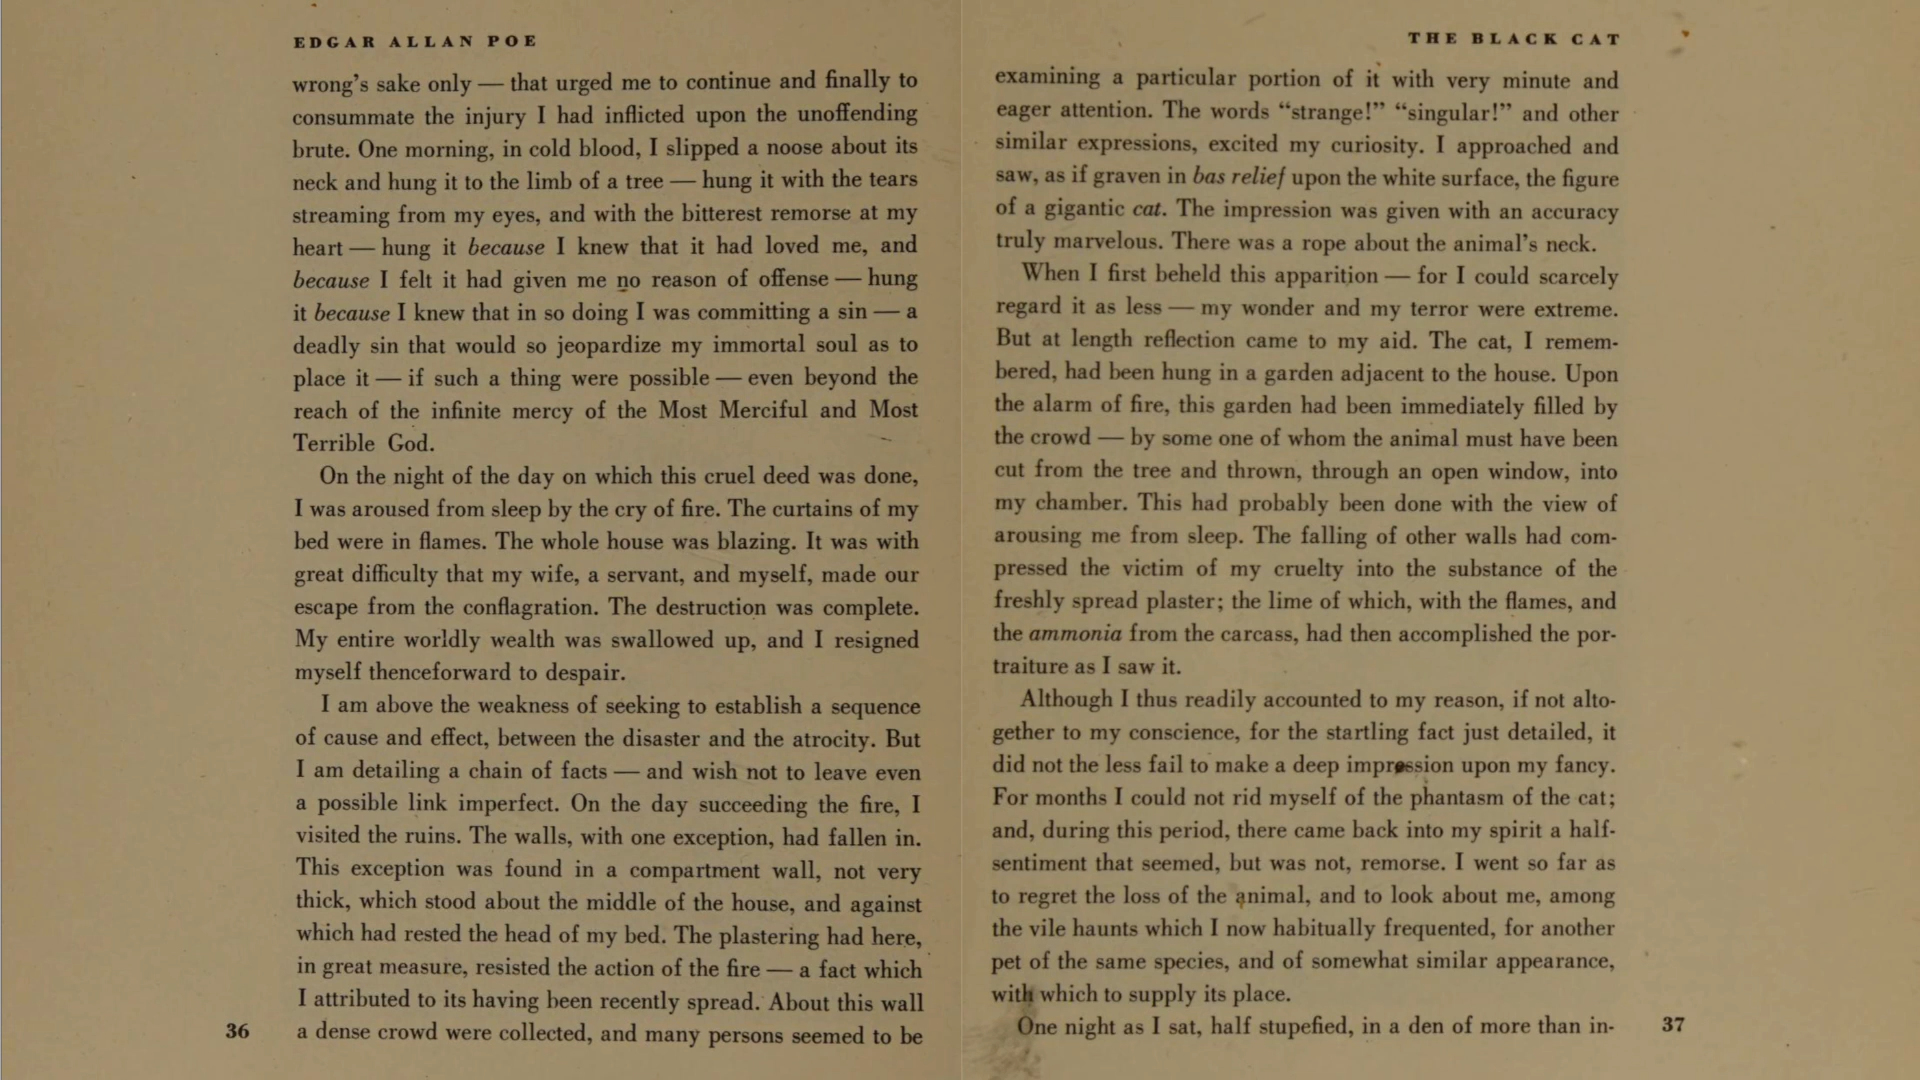 EDGAR ALLAN POE
wrong's sake only — that urged me to continue and finally to
consummate the injury I had inflicted upon the unoffending
brute. One morning, in cold blood, I slipped a noose about its
neck and hung it to the limb of a tree — hung it with the tears
streaming from my eyes, and with the bitterest remorse at my
heart — hung it because I knew that it had loved me, and
because I felt it had given me no reason of offense — hung
it because I knew that in so doing I was committing a sin — a
deadly sin that would so jeopardize my immortal soul as to
place it — if such a thing were possible — even beyond the
reach of the infinite mercy of the Most Merciful and Most
Terrible God.
On the night of the day on which this cruel deed was done,
I was aroused from sleep by the cry of fire. The curtains of my
bed were in flames. The whole house was blazing. It was with
great difficulty that my wife, a servant, and myself, made our
escape from the conflagration. The destruction was complete.
My entire worldly wealth was swallowed up, and I resigned
myself thenceforward to despair.
I am above the weakness of seeking to establish a sequence
of cause and effect, between the disaster and the atrocity. But
I am detailing a chain of facts — and wish not to leave even
a possible link imperfect. On the day succeeding the fire, I
visited the ruins. The walls, with one exception, had fallen in.
This exception was found in a compartment wall, not very
thick, which stood about the middle of the house, and against
which had rested the head of my bed. The plastering had here,
in great measure, resisted the action of the fire — a fact which
I attributed to its having been recently spread. About this wall
a dense crowd were collected, and many persons seemed to be
36
THE BLACK CAT
examining a particular portion of it with very minute and
eager attention. The words “strange!” “singular!” and other
similar expressions, excited my curiosity. I approached and
saw, as if graven in bas relief upon the white surface, the figure
of a gigantic cat. The impression was given with an accuracy
truly marvelous. There was a rope about the animal's neck.
When I first beheld this apparition — for I could scarcely
regard it as less — my wonder and my terror were extreme.
But at length reflection came to my aid. The cat, I remem-
bered, had been hung in a garden adjacent to the house. Upon
the alarm of fire, this garden had been immediately filled by
the crowd — by some one of whom the animal must have been
cut from the tree and thrown, through an open window, into
my chamber. This had probably been done with the view of
arousing me from sleep. The falling of other walls had com-
pressed the victim of my cruelty into the substance of the
freshly spread plaster; the lime of which, with the flames, and
the ammonia from the carcass, had then accomplished the por-
traiture as I saw it.
Although I thus readily accounted to my reason, if not alto-
gether to my conscience, for the startling fact just detailed, it
did not the less fail to make a deep impression upon my fancy.
For months I could not rid myself of the phantasm of the cat;
and, during this period, there came back into my spirit a half-
sentiment that seemed, but was not, remorse. I went so far as
to regret the loss of the animal, and to look about me, among
the vile haunts which I now habitually frequented, for another
pet of the same species, and of somewhat similar appearance,
with which to supply its place.
One night as I sat, half stupefied, in a den of more than in-
37